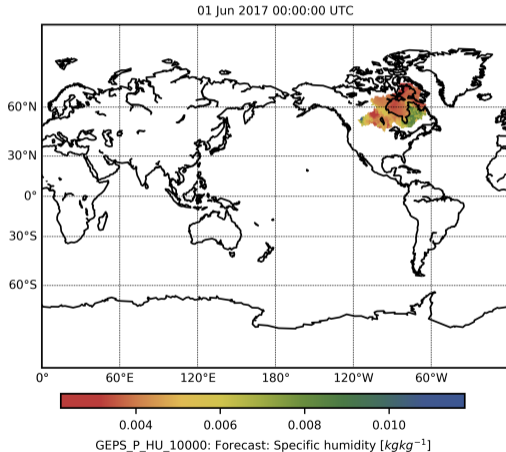 01 Jun 2017 00:00:00 UTC
60°N
30°N
0°
30°S
60°S
0° 60°E 120°E 180° 120°W 60°W
0.004 0.006 0.008 0.010
GEPS_P_HU_10000: Forecast: Specific humidity [kgkg⁻¹]